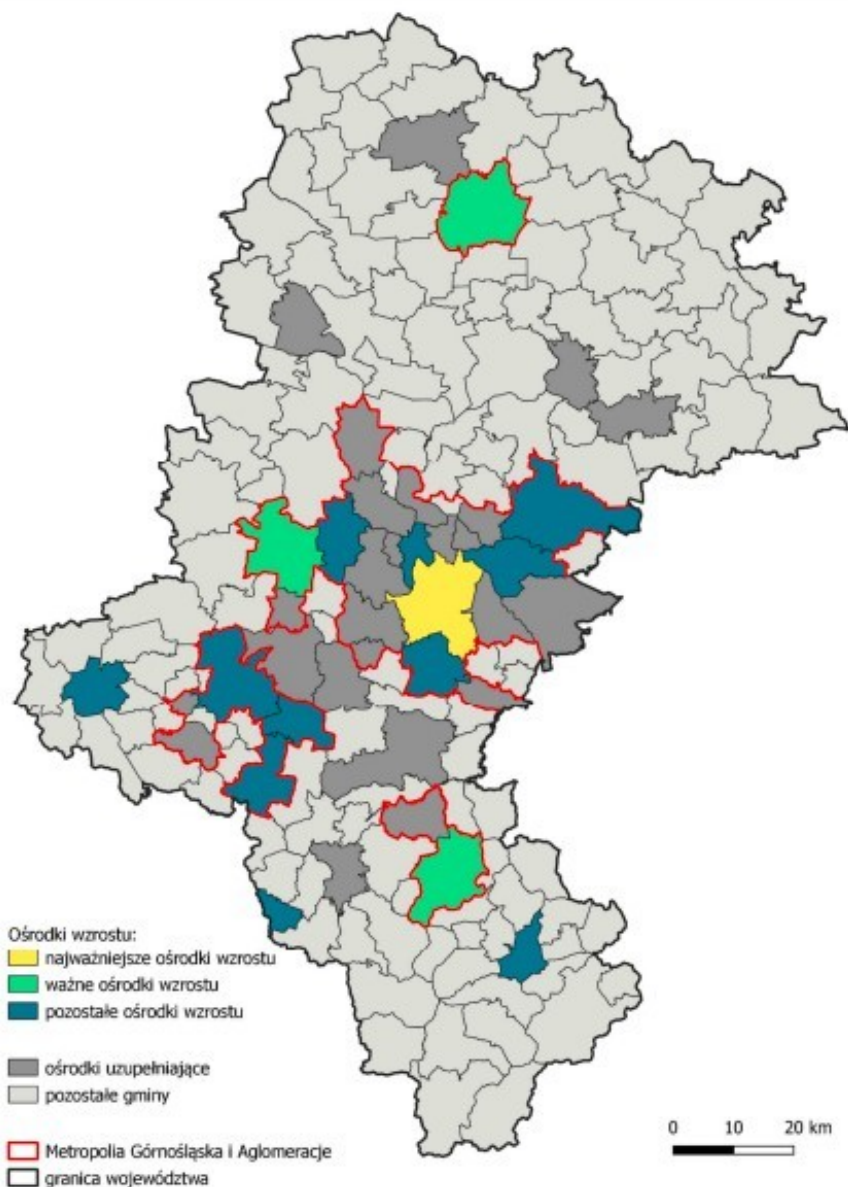 Ośrodki wzrostu:
najważniejsze ośrodki wzrostu
ważne ośrodki wzrostu
pozostałe ośrodki wzrostu
ośrodki uzupełniające
pozostałe gminy
Metropolia Górnośląska i Aglomeracje
granica województwa
0 10 20 km